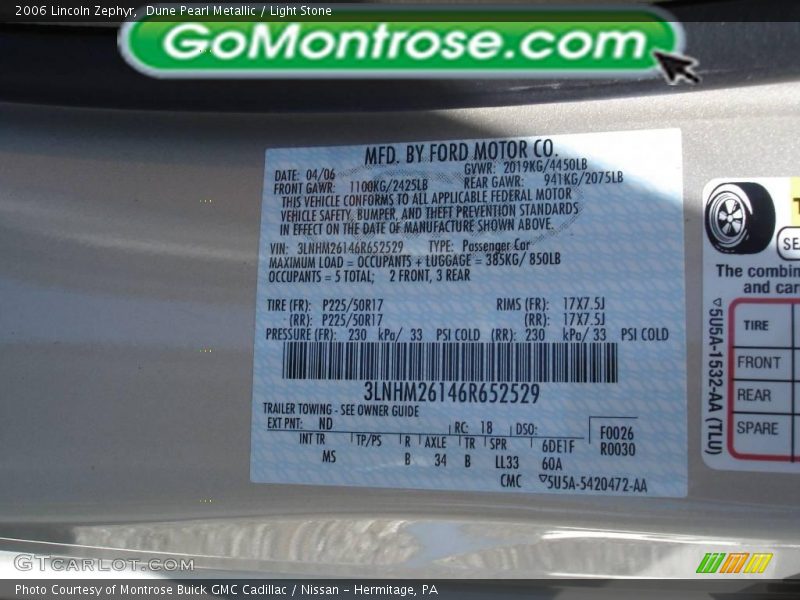 2006 Lincoln Zephyr, Dune Pearl Metallic / Light Stone
GoMontrose.com
MFD. BY FORD MOTOR CO.
DATE: 04/06 GVWR: 2019KG/4450LB
FRONT GAWR: 1100KG/2425LB REAR GAWR: 941KG/2075LB
THIS VEHICLE CONFORMS TO ALL APPLICABLE FEDERAL MOTOR
VEHICLE SAFETY, BUMPER, AND THEFT PREVENTION STANDARDS
IN EFFECT ON THE DATE OF MANUFACTURE SHOWN ABOVE.
VIN: 3LNHM26146R652529 TYPE: Passenger Car
MAXIMUM LOAD = OCCUPANTS + LUGGAGE = 385KG/ 850LB
OCCUPANTS = 5 TOTAL; 2 FRONT, 3 REAR
TIRE (FR): P225/50R17 RIMS (FR): 17X7.5J
(RR): P225/50R17 (RR): 17X7.5J
PRESSURE (FR): 230 kPa/ 33 PSI COLD (RR): 230 kPa/ 33 PSI COLD
3LNHM26146R652529
TRAILER TOWING - SEE OWNER GUIDE
EXT PNT: ND RC: 18 DSO: F0026
INT TR TP/PS R AXLE TR SPR 6DE1F R0030
MS B 34 B LL33 60A
CMC 5U5A-5420472-AA
The combin
and car
TIRE
FRONT
REAR
SPARE
5U5A-1532-AA (TLU)
GTCARLOT.COM
Photo Courtesy of Montrose Buick GMC Cadillac / Nissan - Hermitage, PA